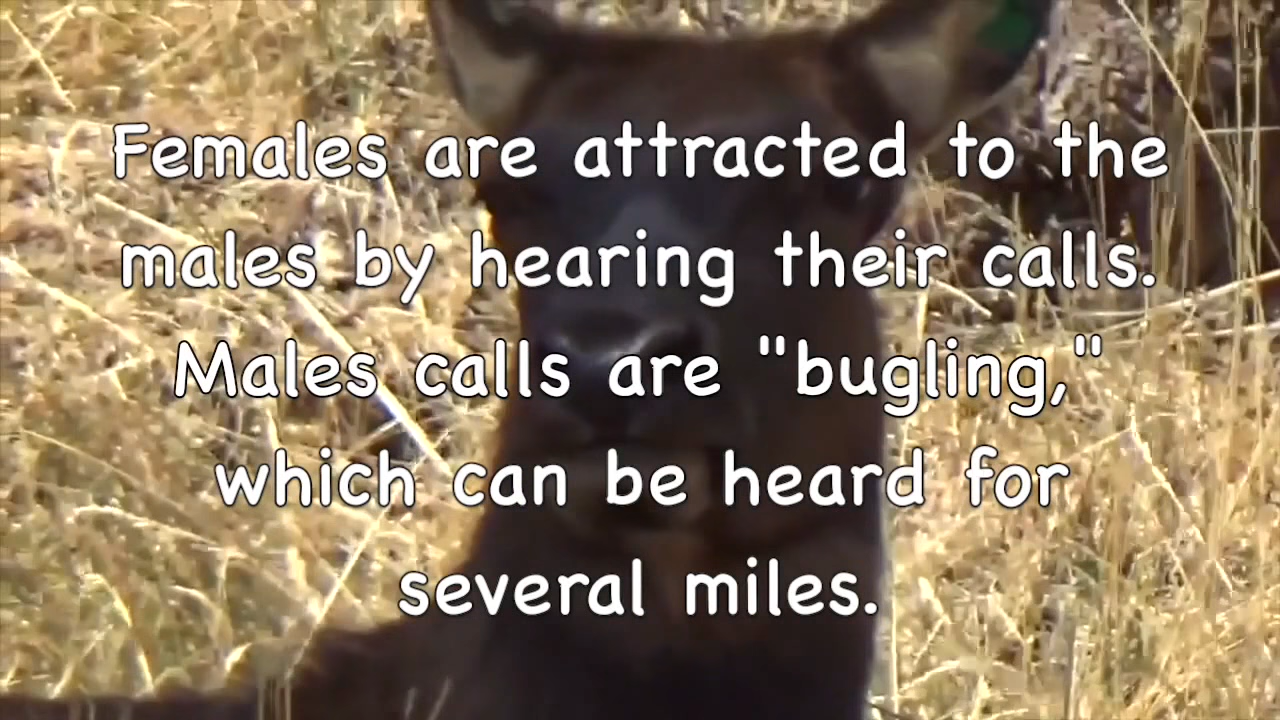 Females are attracted to the
males by hearing their calls.
Males calls are "bugling,"
which can be heard for
several miles.